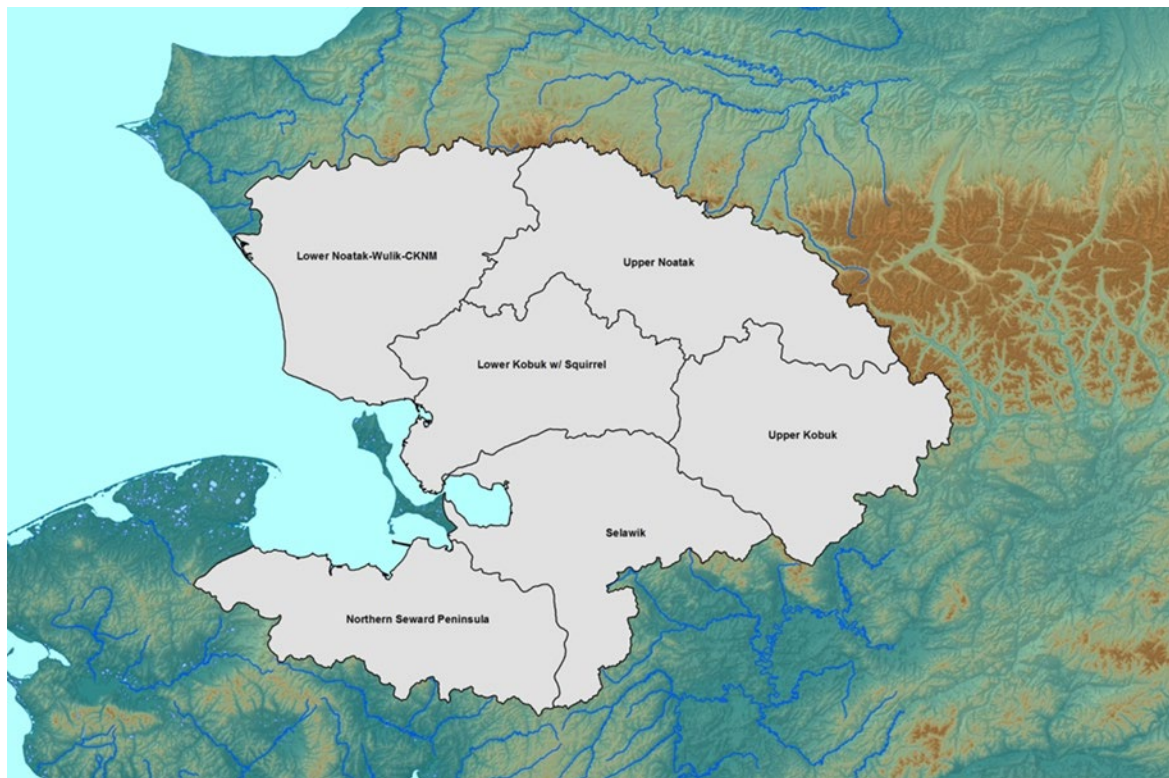 Lower Noatak-Wulik-CKNM
Upper Noatak
Lower Kobuk w/ Squirrel
Upper Kobuk
Selawik
Northern Seward Peninsula